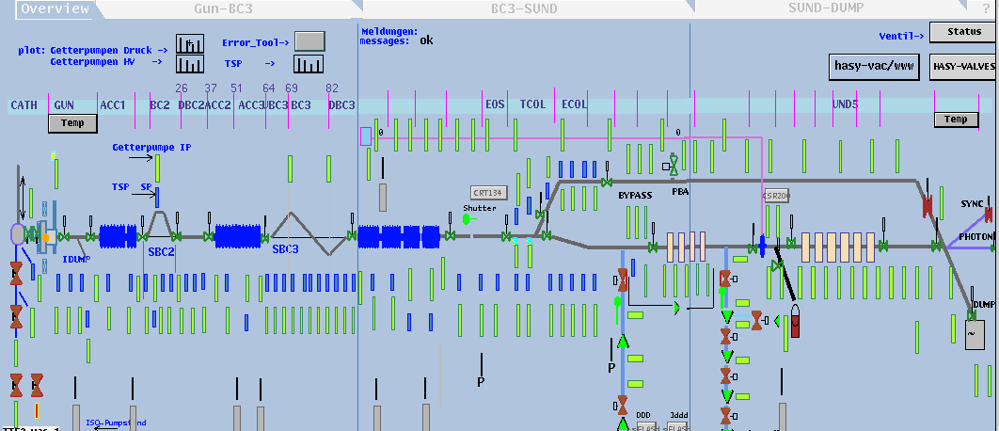 Overview Gun-BC3 BC3-SUND SUND-DUMP ?
plot: Getterpumpen Druck ->
Getterpumpen HV ->
Error_Tool->
TSP ->
Meldungen:
messages: ok
Ventil-> Status
hasy-vac/www HASY-VALVES
26 37 51 64 69 82
CATH GUN ACC1 BC2 DBC2 ACC2 ACC3 UBC3 BC3 DBC3 EOS TCOL ECOL UNDS
Temp Temp
0 0
Getterpumpe IP
TSP SP
CRT134
Shutter
BYPASS
PBA
CSR200
SYNC
PHOTON
IDUMP
SBC2
SBC3
DUMP
~
P
P
ISO-Pumpstand
DDD Jddd